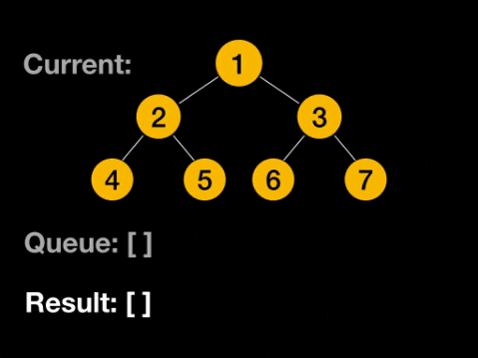 Current:
1
2 3
4 5 6 7
Queue: [ ]
Result: [ ]